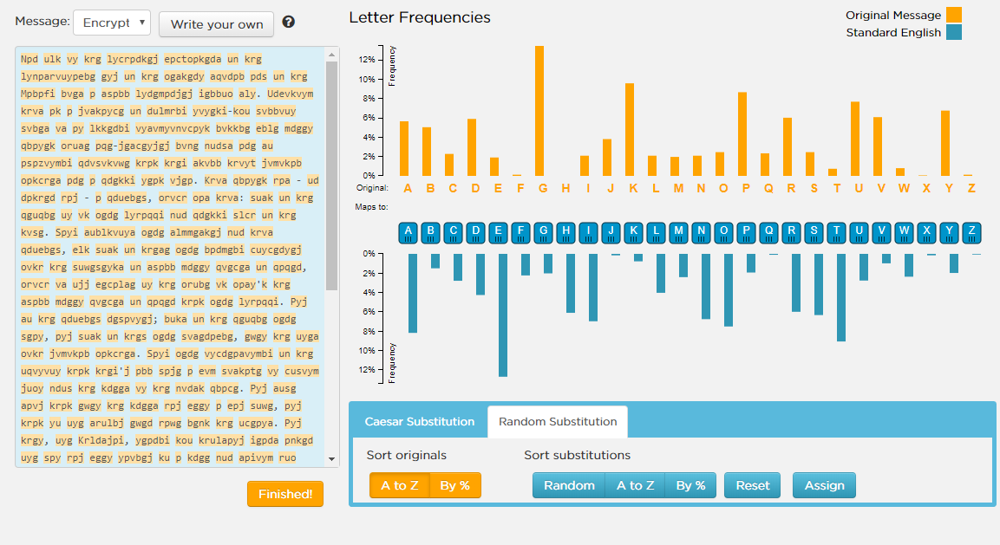 Message: Encrypt Write your own ?
Npd ulk vy krg lycrpdkgj epctopkgda un krg
lynparvuypebg gyj un krg ogakgdy aqvdpb pds un krg
Mpbpfi bvga p aspbb lydgmpdjgj igbbuo aly. Udevkvym
krva pk p jvakpycg un dulmrbi yvygki-kou svbbvuy
svbga va py lkkgdbi vyavmyvnvcpyk bvkkbg eblg mdggy
qbpygk oruag pqg-jgacgyjgj bvng nudsa pdg au
pspzvymbi qdvsvkvwg krpk krgi akvbb krvyt jvmvkpb
opkcrga pdg p qdgkki ygpk vjgp. Krva qbpygk rpa - ud
dpkrgd rpj - p qduebgs, orvcr opa krva: suak un krg
qguqbg uy vk ogdg lyrpqqi nud qdgkki slcr un krg
kvsg. Spyi aublkvuya ogdg almmgakgj nud krva
qduebgs, elk suak un krgag ogdg bpdmgbi cuycgdygj
ovkr krg suwgsgyka un aspbb mdggy qvgcga un qpqgd,
orvcr va ujj egcplag uy krg orubg vk opay'k krg
aspbb mdggy qvgcga un qpqgd krpk ogdg lyrpqqi. Pyj
au krg qduebgs dgspvygj; buka un krg qguqbg ogdg
sgpy, pyj suak un krgs ogdg svagdpebg, gwgy krg uyga
ovkr jvmvkpb opkcrga. Spyi ogdg vycdgpavymbi un krg
uqvyvuy krpk krgi'j pbb spjg p evm svakptg vy cusvym
juoy ndus krg kdgga vy krg nvdak qbpcg. Pyj ausg
apvj krpk gwgy krg kdgga rpj eggy p epj suwg, pyj
krpk yu uyg arulbj gwgd rpwg bgnk krg ucgpya. Pyj
krgy, uyg Krldajpi, ygpdbi kou krulapyj igpda pnkgd
uyg spy rpj eggy ypvbgj ku p kdgg nud apivym ruo
Finished!
Letter Frequencies
Original Message
Standard English
12%
10%
8%
6%
4%
2%
0%
Frequency
Original: A B C D E F G H I J K L M N O P Q R S T U V W X Y Z
Maps to:
A B C D E F G H I J K L M N O P Q R S T U V W X Y Z
0%
2%
4%
6%
8%
10%
12%
Frequency
Caesar Substitution Random Substitution
Sort originals Sort substitutions
A to Z By % Random A to Z By % Reset Assign